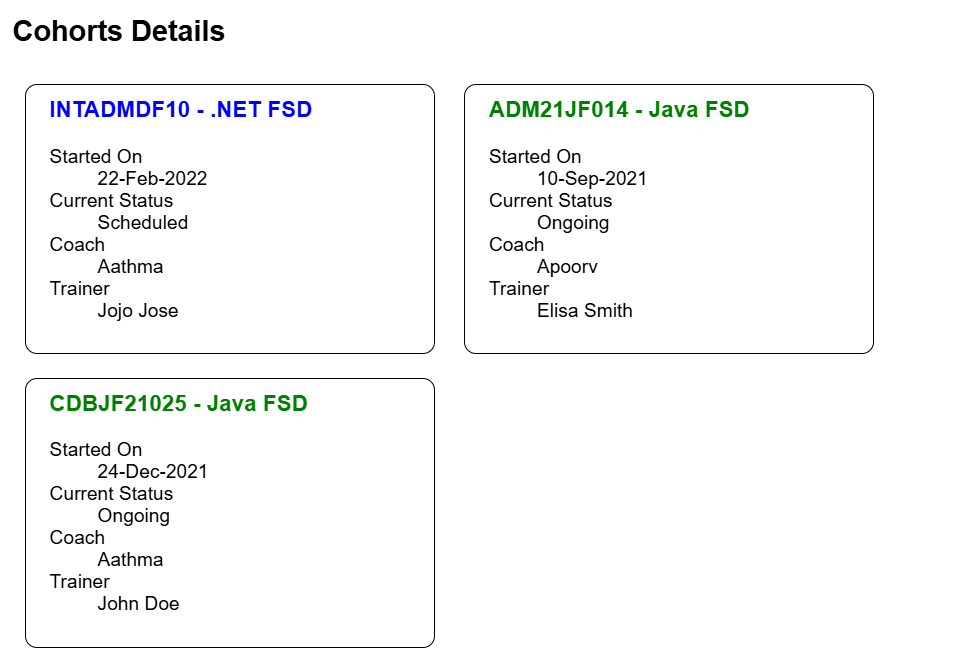 Cohorts Details
INTADMDF10 - .NET FSD
Started On
22-Feb-2022
Current Status
Scheduled
Coach
Aathma
Trainer
Jojo Jose
ADM21JF014 - Java FSD
Started On
10-Sep-2021
Current Status
Ongoing
Coach
Apoorv
Trainer
Elisa Smith
CDBJF21025 - Java FSD
Started On
24-Dec-2021
Current Status
Ongoing
Coach
Aathma
Trainer
John Doe